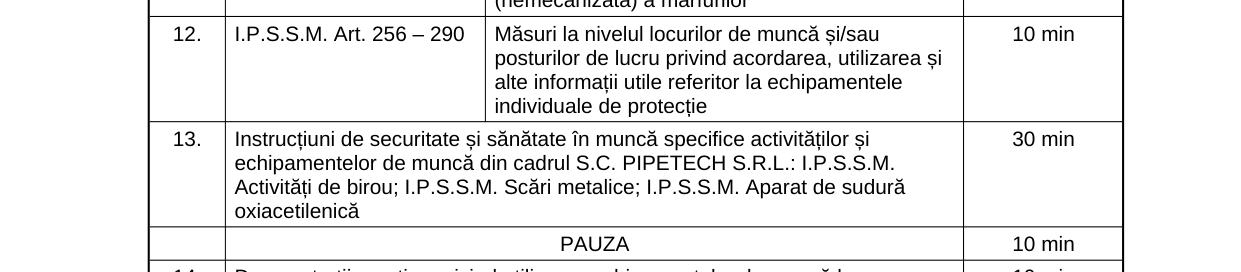 (nemecanizată) a mărfurilor
12. I.P.S.S.M. Art. 256 – 290 Măsuri la nivelul locurilor de muncă și/sau 10 min
posturilor de lucru privind acordarea, utilizarea și
alte informații utile referitor la echipamentele
individuale de protecție
13. Instrucțiuni de securitate și sănătate în muncă specifice activităților și 30 min
echipamentelor de muncă din cadrul S.C. PIPETECH S.R.L.: I.P.S.S.M.
Activități de birou; I.P.S.S.M. Scări metalice; I.P.S.S.M. Aparat de sudură
oxiacetilenică
PAUZA 10 min